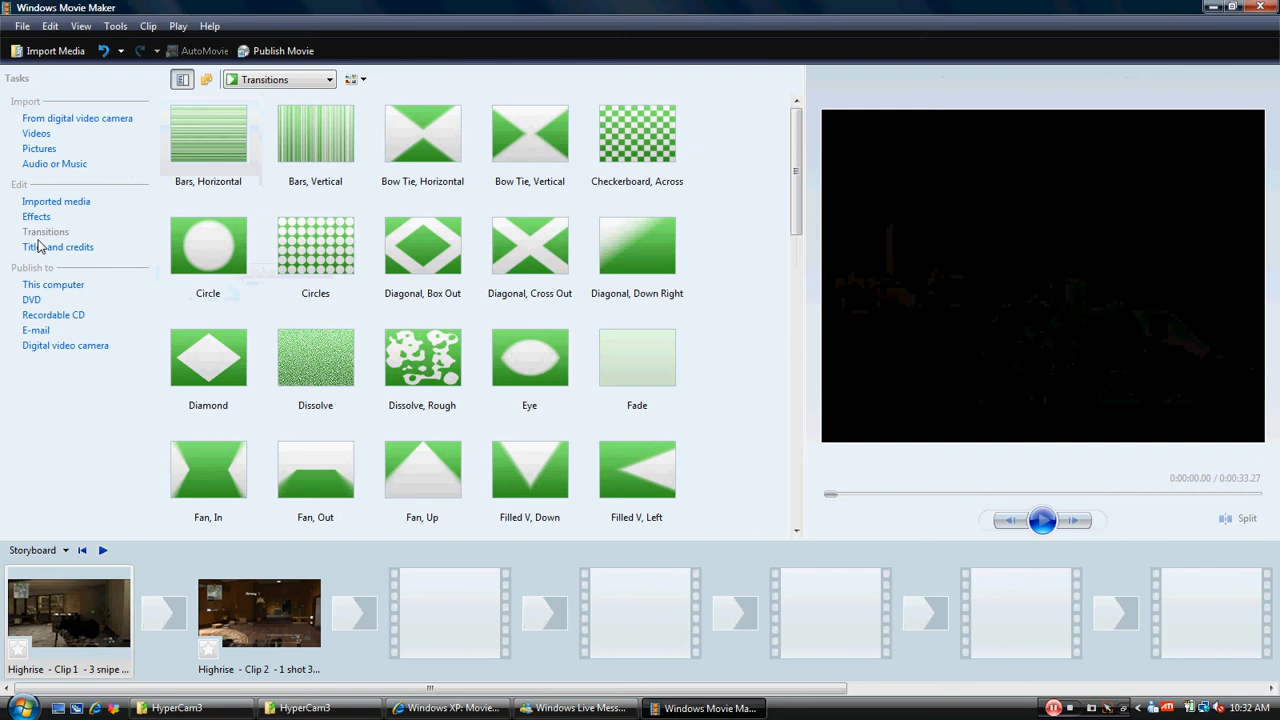 Windows Movie Maker
File Edit View Tools Clip Play Help
Import Media AutoMovie Publish Movie
Tasks
Transitions
Import
From digital video camera
Videos
Pictures
Audio or Music
Edit
Imported media
Effects
Transitions
Titles and credits
Publish to
This computer
DVD
Recordable CD
E-mail
Digital video camera
Bars, Horizontal Bars, Vertical Bow Tie, Horizontal Bow Tie, Vertical Checkerboard, Across
Circle Circles Diagonal, Box Out Diagonal, Cross Out Diagonal, Down Right
Diamond Dissolve Dissolve, Rough Eye Fade
Fan, In Fan, Out Fan, Up Filled V, Down Filled V, Left
0:00:00.00 / 0:00:33.27
Split
Storyboard
Highrise - Clip 1 - 3 snipe ... Highrise - Clip 2 - 1 shot 3...
HyperCam3 HyperCam3 Windows XP: Movie... Windows Live Mess... Windows Movie Ma... ATI 10:32 AM